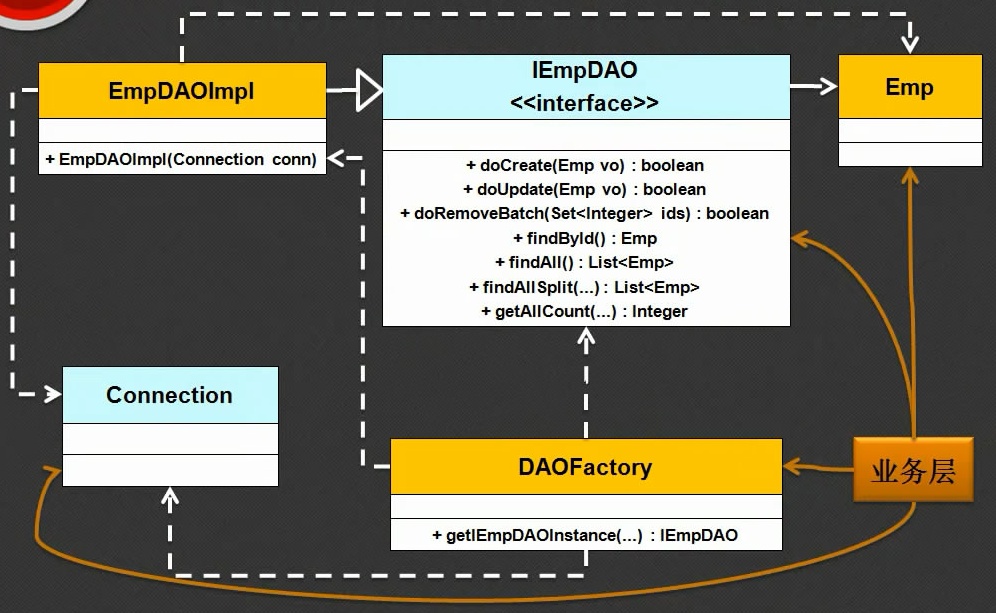 EmpDAOImpl
+ EmpDAOImpl(Connection conn)
IEmpDAO
<<interface>>
+ doCreate(Emp vo) : boolean
+ doUpdate(Emp vo) : boolean
+ doRemoveBatch(Set<Integer> ids) : boolean
+ findById() : Emp
+ findAll() : List<Emp>
+ findAllSplit(...) : List<Emp>
+ getAllCount(...) : Integer
Emp
Connection
DAOFactory
+ getIEmpDAOInstance(...) : IEmpDAO
业务层